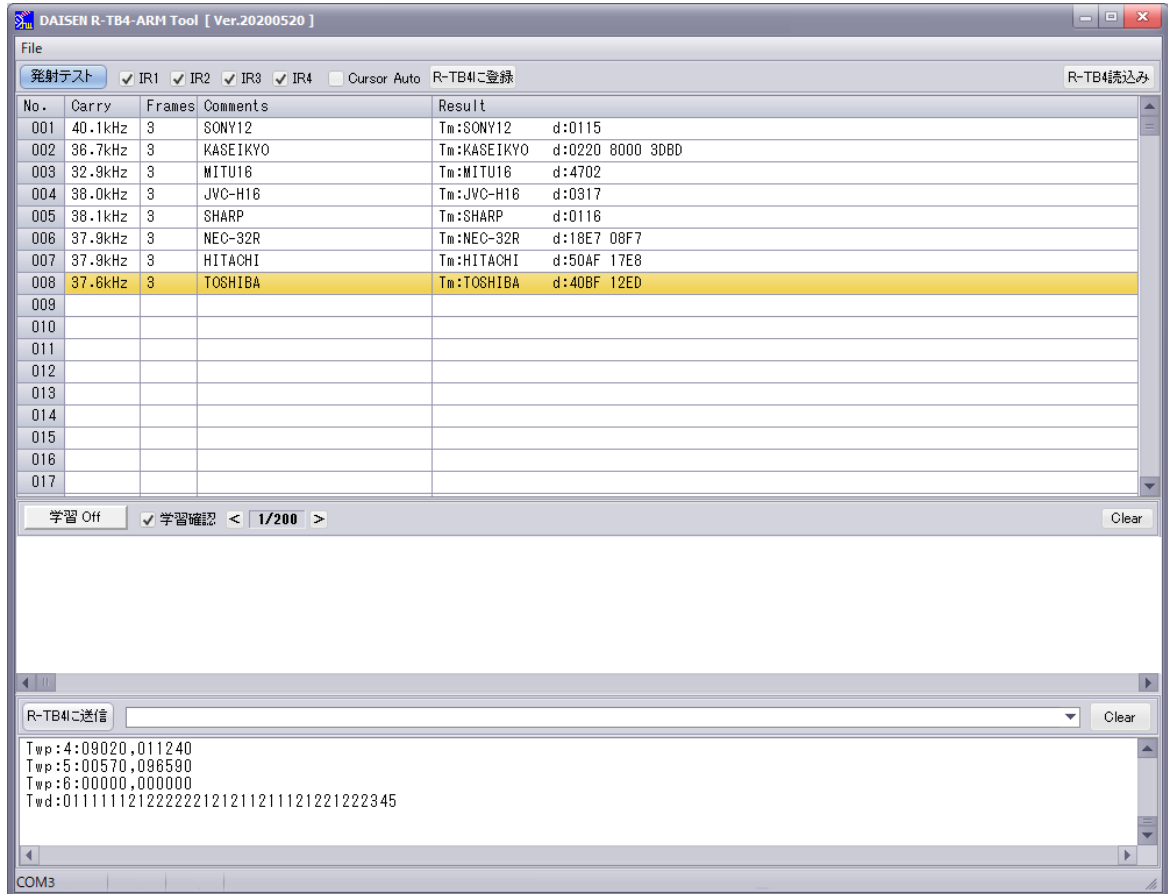 DAISEN R-TB4-ARM Tool [ Ver.20200520 ]
File
発射テスト IR1 IR2 IR3 IR4 Cursor Auto R-TB4に登録 R-TB4読込み
No. Carry Frames Comments Result
001 40.1kHz 3 SONY12 Tm:SONY12 d:0115
002 36.7kHz 3 KASEIKYO Tm:KASEIKYO d:0220 8000 3DBD
003 32.9kHz 3 MITU16 Tm:MITU16 d:4702
004 38.0kHz 3 JVC-H16 Tm:JVC-H16 d:0317
005 38.1kHz 3 SHARP Tm:SHARP d:0116
006 37.9kHz 3 NEC-32R Tm:NEC-32R d:18E7 08F7
007 37.9kHz 3 HITACHI Tm:HITACHI d:50AF 17E8
008 37.6kHz 3 TOSHIBA Tm:TOSHIBA d:40BF 12ED
009
010
011
012
013
014
015
016
017
学習 Off 学習確認 < 1/200 > Clear
R-TB4に送信 Clear
Twp:4:09020,011240
Twp:5:00570,096590
Twp:6:00000,000000
Twd:011111121222222121211211121221222345
COM3